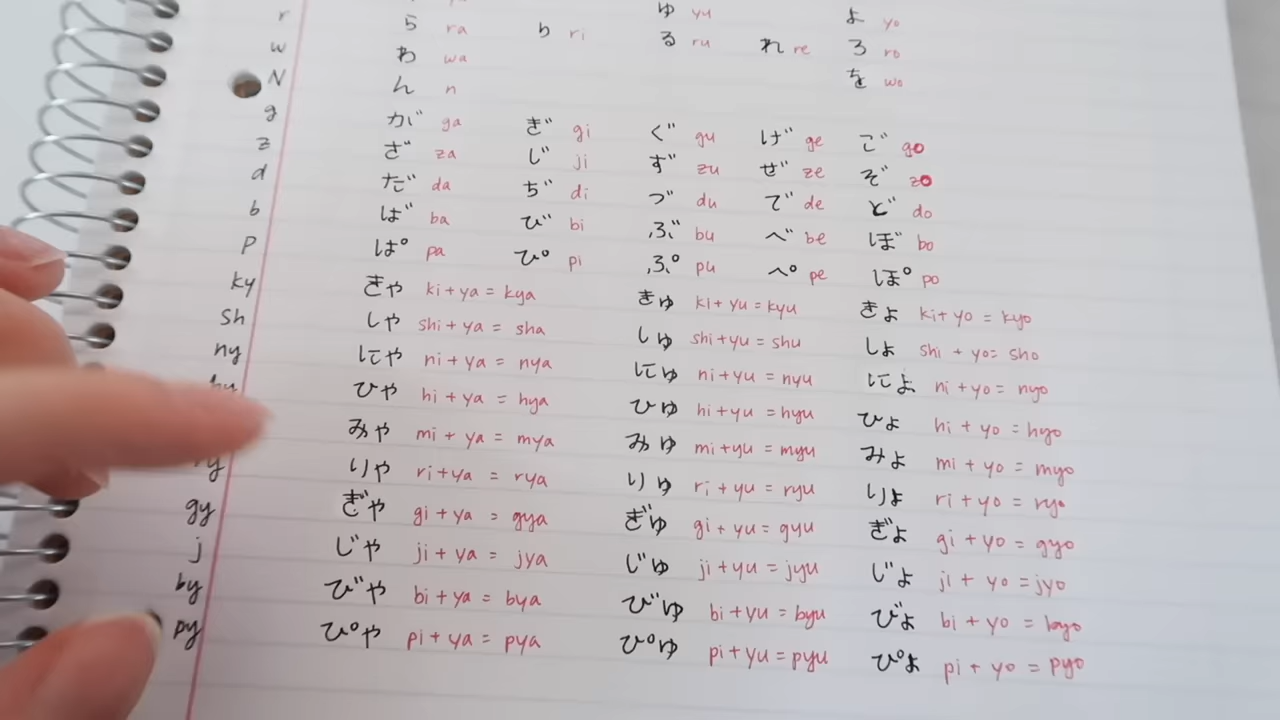 ゆ yu よ yo
r ら ra り ri る ru れ re ろ ro
w わ wa を wo
N ん n
g が ga ぎ gi ぐ gu げ ge ご go
z ざ za じ ji ず zu ぜ ze ぞ zo
d だ da ぢ di づ du で de ど do
b ば ba び bi ぶ bu べ be ぼ bo
p ぱ pa ぴ pi ぷ pu ぺ pe ぽ po
ky きゃ ki+ya = kya きゅ ki+yu = kyu きょ ki+yo = kyo
sh しゃ shi+ya = sha しゅ shi+yu = shu しょ shi + yo= sho
ny にゃ ni+ya = nya にゅ ni+yu = nyu にょ ni+yo = nyo
ひゃ hi+ya = hya ひゅ hi+yu = hyu ひょ hi + yo = hyo
みゃ mi+ya = mya みゅ mi+yu = myu みょ mi + yo = myo
りゃ ri+ya = rya りゅ ri+yu = ryu りょ ri + yo = ryo
gy ぎゃ gi + ya = gya ぎゅ gi+yu = gyu ぎょ gi + yo = gyo
j じゃ ji+ya = jya じゅ ji+yu = jyu じょ ji + yo = jyo
by びゃ bi+ya = bya びゅ bi+yu = byu びょ bi + yo = byo
py ぴゃ pi+ya = pya ぴゅ pi+yu = pyu ぴょ pi + yo = pyo